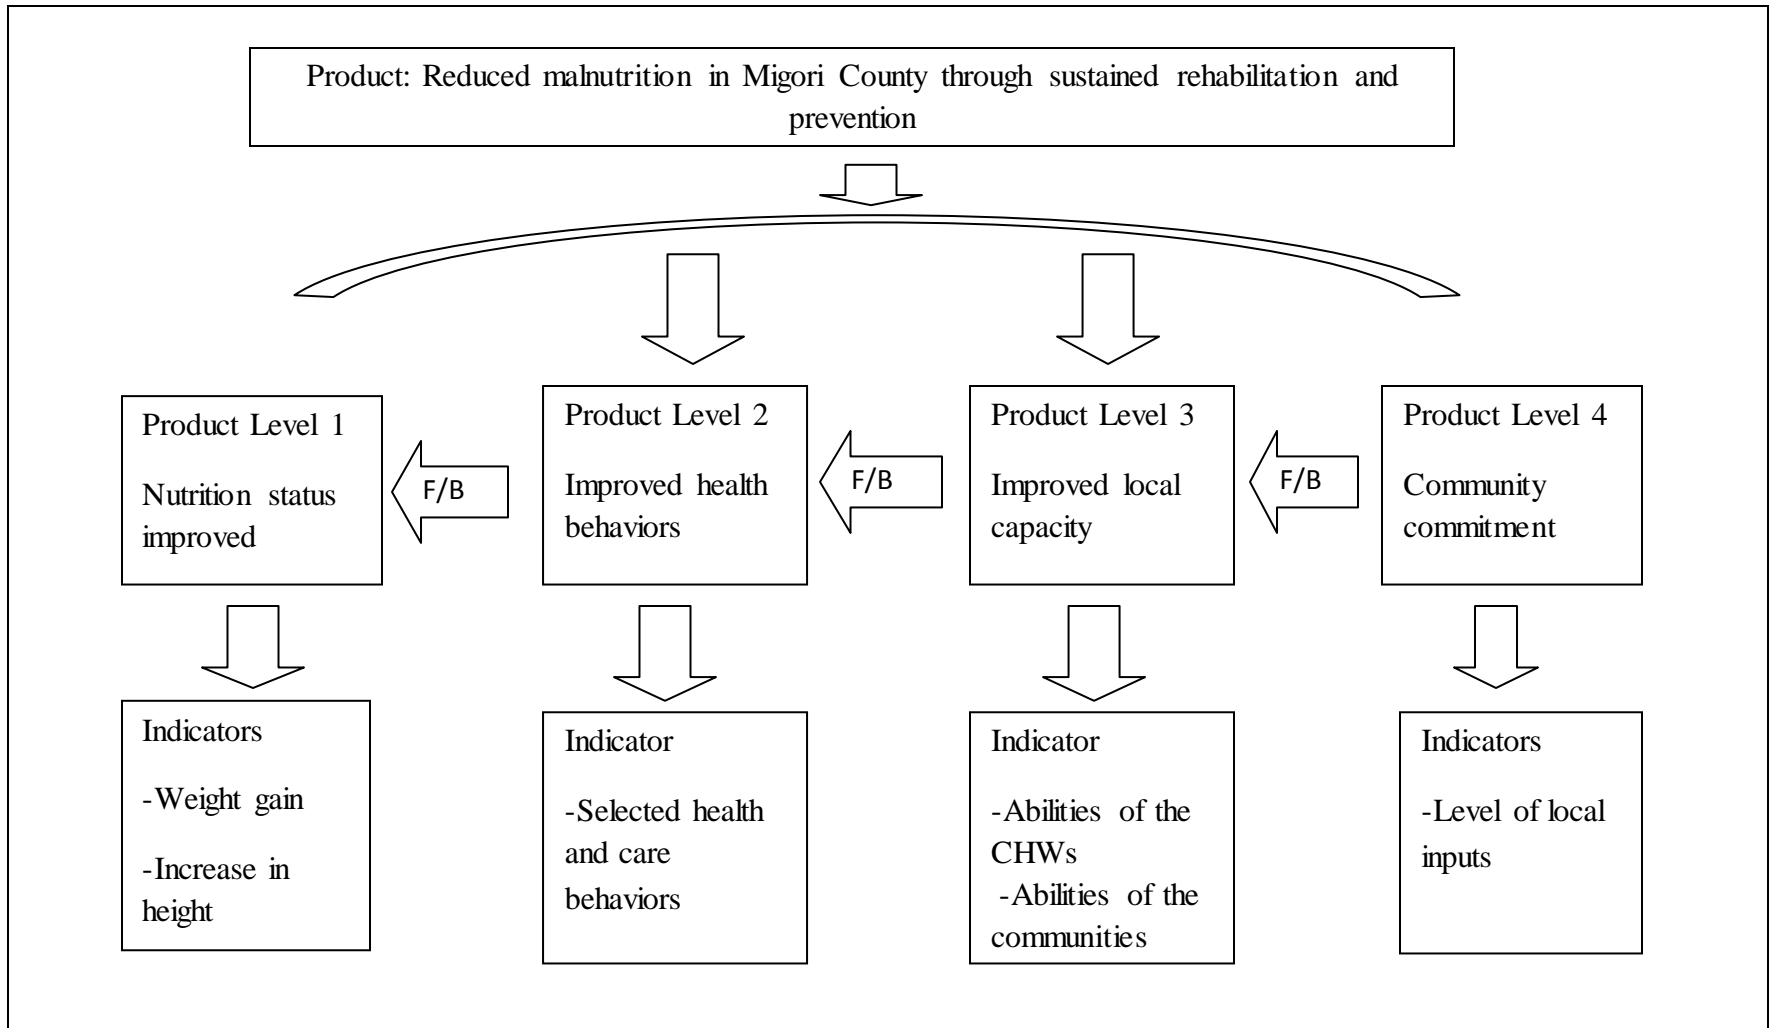 Product: Reduced malnutrition in Migori County through sustained rehabilitation and
prevention
Product Level 1
Nutrition status
improved
F/B
Product Level 2
Improved health
behaviors
F/B
Product Level 3
Improved local
capacity
F/B
Product Level 4
Community
commitment
Indicators
-Weight gain
-Increase in
height
Indicator
-Selected health
and care
behaviors
Indicator
-Abilities of the
CHWs
-Abilities of the
communities
Indicators
-Level of local
inputs